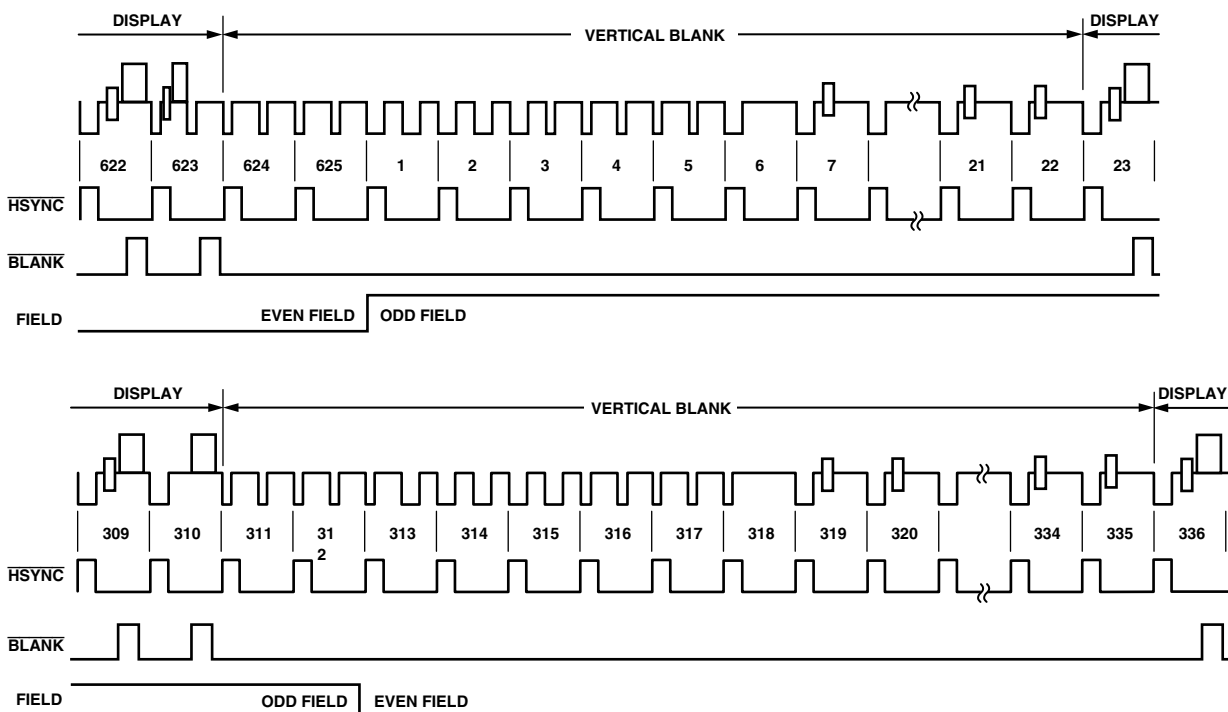 DISPLAY VERTICAL BLANK DISPLAY
622 623 624 625 1 2 3 4 5 6 7 21 22 23
HSYNC
BLANK
FIELD EVEN FIELD ODD FIELD
DISPLAY VERTICAL BLANK DISPLAY
309 310 311 31 313 314 315 316 317 318 319 320 334 335 336
2
HSYNC
BLANK
FIELD ODD FIELD EVEN FIELD